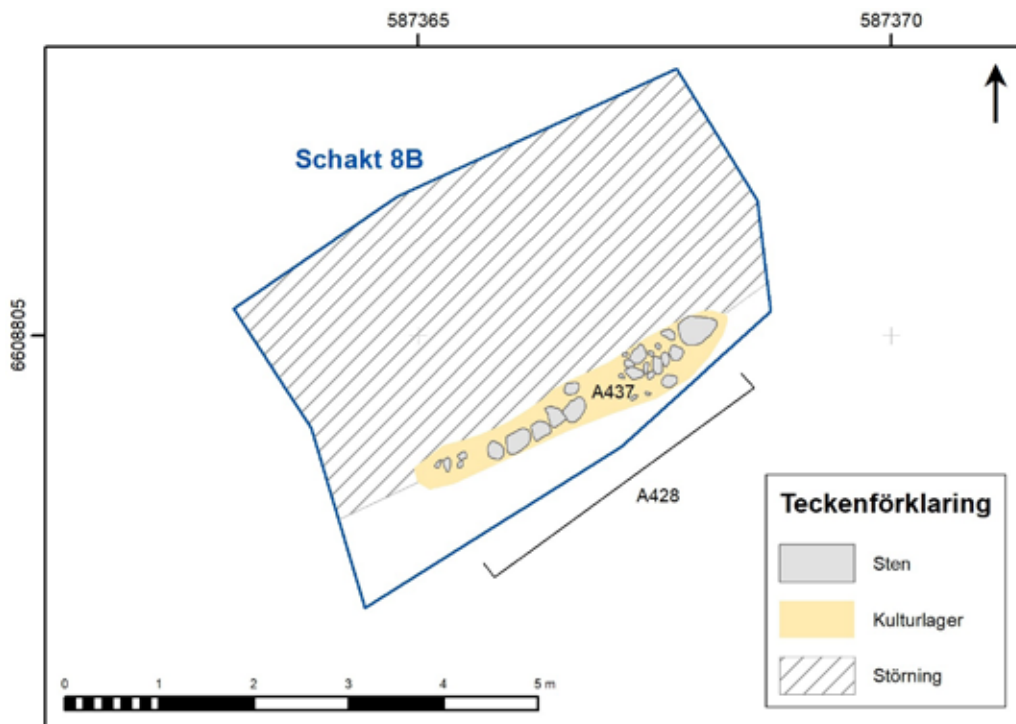 587365
587370
Schakt 8B
6608805
A437
A428
Teckenförklaring
Sten
Kulturlager
Störning
0 1 2 3 4 5 m